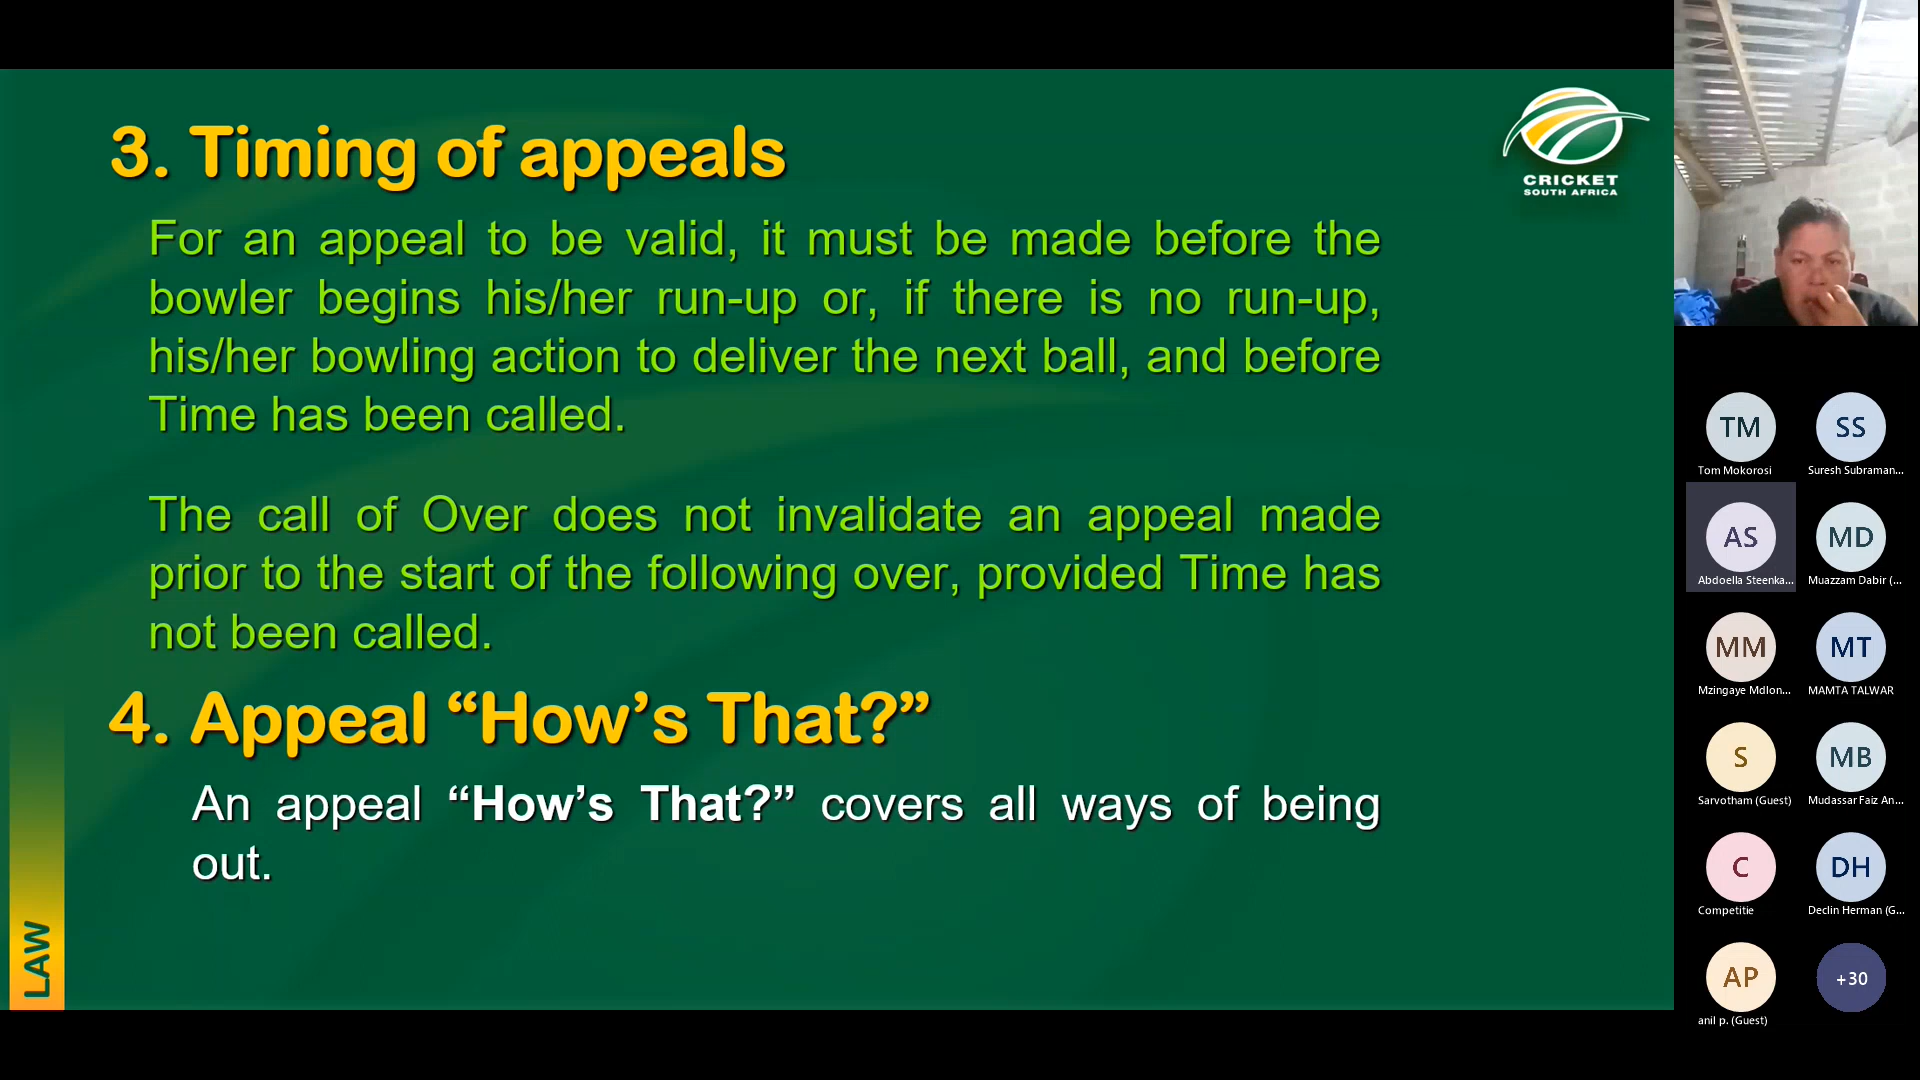 3. Timing of appeals
For an appeal to be valid, it must be made before the
bowler begins his/her run-up or, if there is no run-up,
his/her bowling action to deliver the next ball, and before
Time has been called.
The call of Over does not invalidate an appeal made
prior to the start of the following over, provided Time has
not been called.
4. Appeal “How’s That?”
An appeal “How’s That?” covers all ways of being
out.
LAW
CRICKET
SOUTH AFRICA
TM
Tom Mokorosi
SS
Suresh Subraman...
AS
Abdoella Steenka...
MD
Muazzam Dabir (...
MM
Mzingaye Mdlon...
MT
MAMTA TALWAR
S
Sarvotham (Guest)
MB
Mudassar Faiz An...
C
Competitie
DH
Declin Herman (G...
AP
anil p. (Guest)
+30